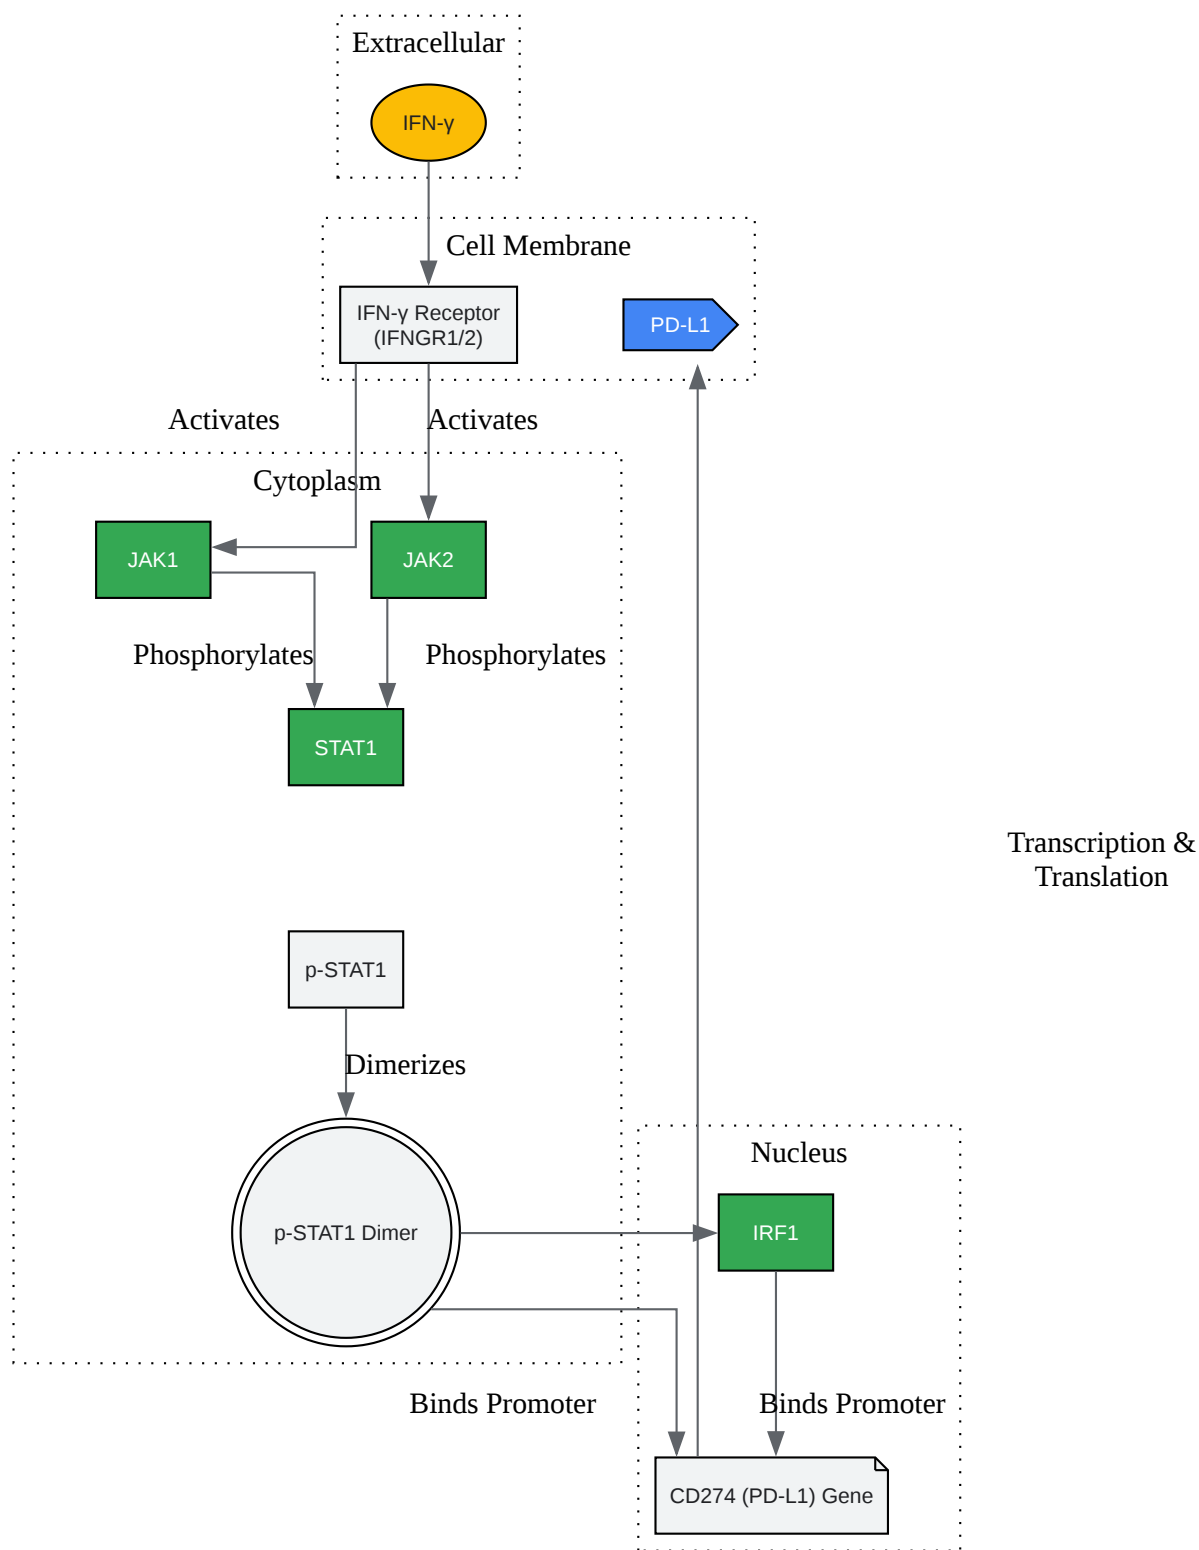 Extracellular
IFN-γ
Cell Membrane
IFN-γ Receptor
(IFNGR1/2)
PD-L1
Activates
Activates
Cytoplasm
JAK1
JAK2
Phosphorylates
Phosphorylates
STAT1
Transcription &
Translation
p-STAT1
Dimerizes
Nucleus
p-STAT1 Dimer
IRF1
Binds Promoter
Binds Promoter
CD274 (PD-L1) Gene